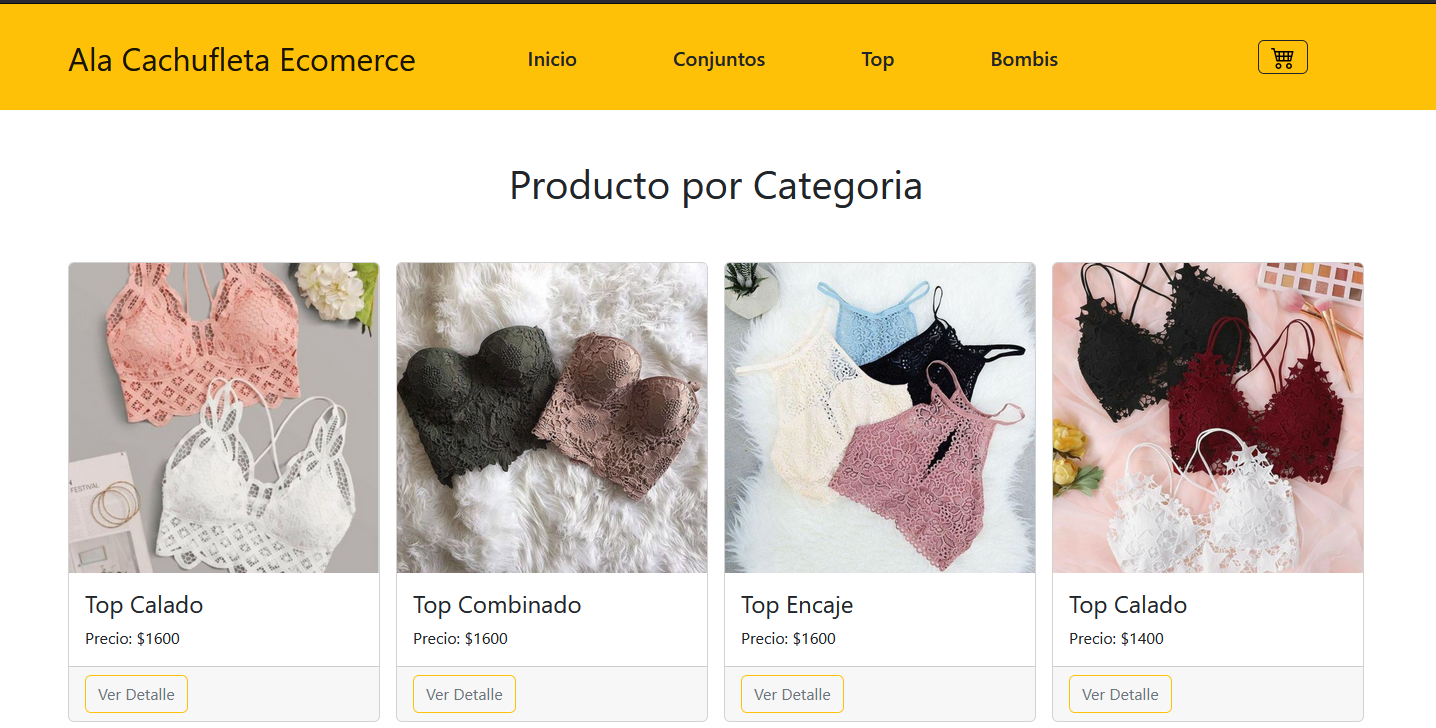 Ala Cachufleta Ecomerce Inicio Conjuntos Top Bombis
Producto por Categoria
FESTIVAL
Top Calado
Precio: $1600
Ver Detalle
Top Combinado
Precio: $1600
Ver Detalle
Top Encaje
Precio: $1600
Ver Detalle
Top Calado
Precio: $1400
Ver Detalle